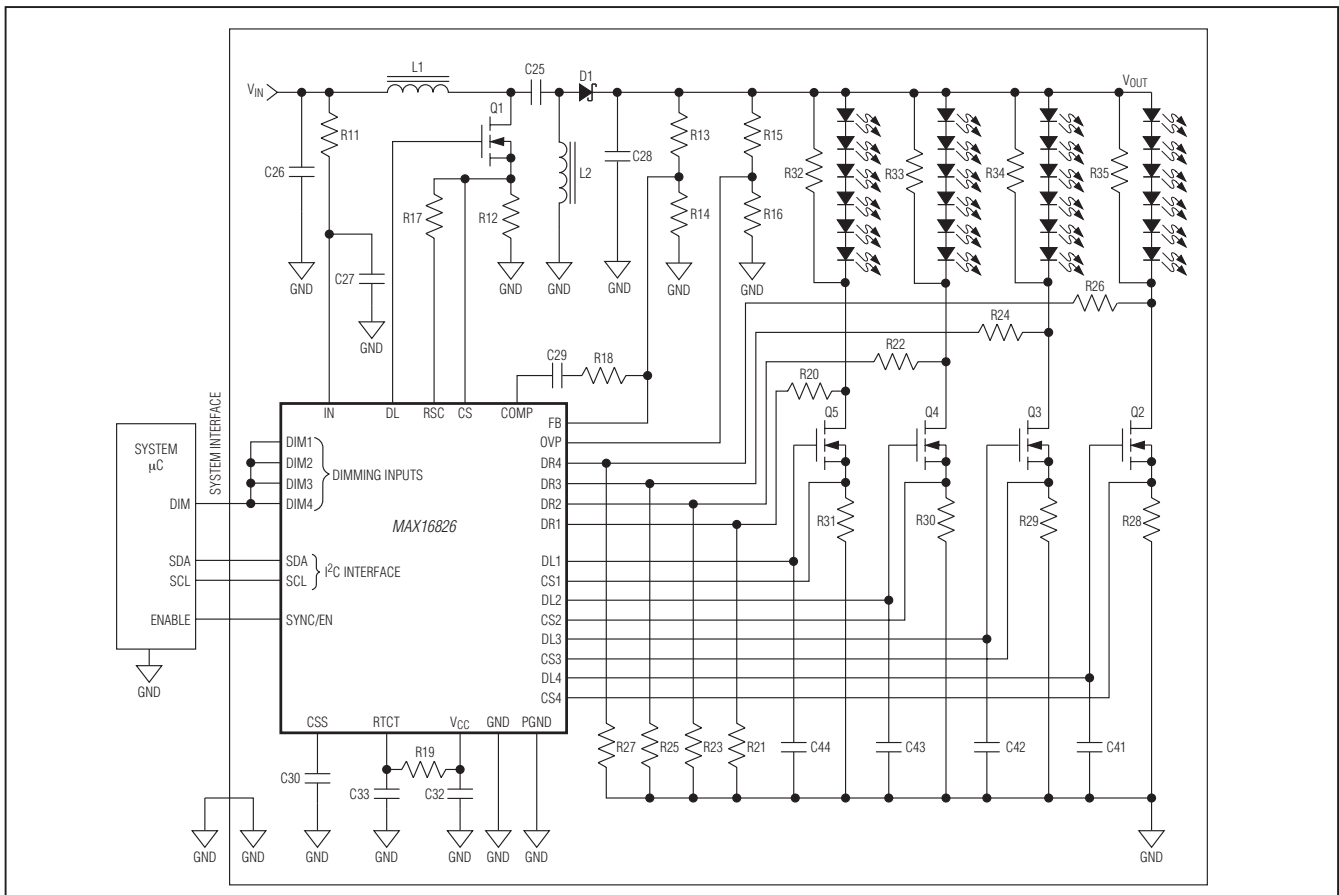 L1
C25
D1
VIN
VOUT
Q1
R11
R13
R15
C26
C28
L2
R32
R33
R34
R35
R17
R12
R14
R16
C27
GND
GND
GND
GND
GND
GND
GND
R26
R24
R22
R20
C29
R18
SYSTEM INTERFACE
IN
DL
RSC
CS
COMP
FB
OVP
DR4
DR3
DR2
DR1
DL1
CS1
DL2
CS2
DL3
CS3
DL4
CS4
Q5
Q4
Q3
Q2
SYSTEM
μC
DIM
SDA
SCL
ENABLE
GND
DIM1
DIM2
DIM3
DIM4
DIMMING INPUTS
MAX16826
SDA
SCL
I2C INTERFACE
SYNC/EN
R31
R30
R29
R28
CSS
RTCT
VCC
GND
PGND
R19
C30
C33
C32
R27
R25
R23
R21
C44
C43
C42
C41
GND
GND
GND
GND
GND
GND
GND
GND